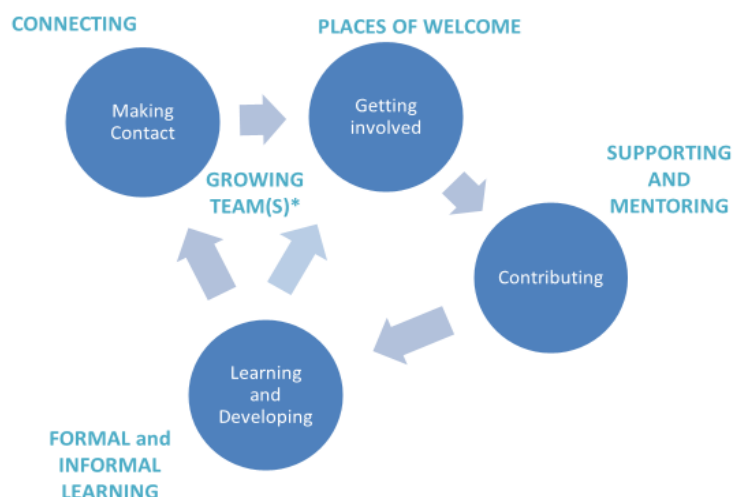 CONNECTING
PLACES OF WELCOME
Making
Contact
Getting
involved
GROWING
TEAM(S)*
SUPPORTING
AND
MENTORING
Contributing
Learning
and
Developing
FORMAL and
INFORMAL
LEARNING